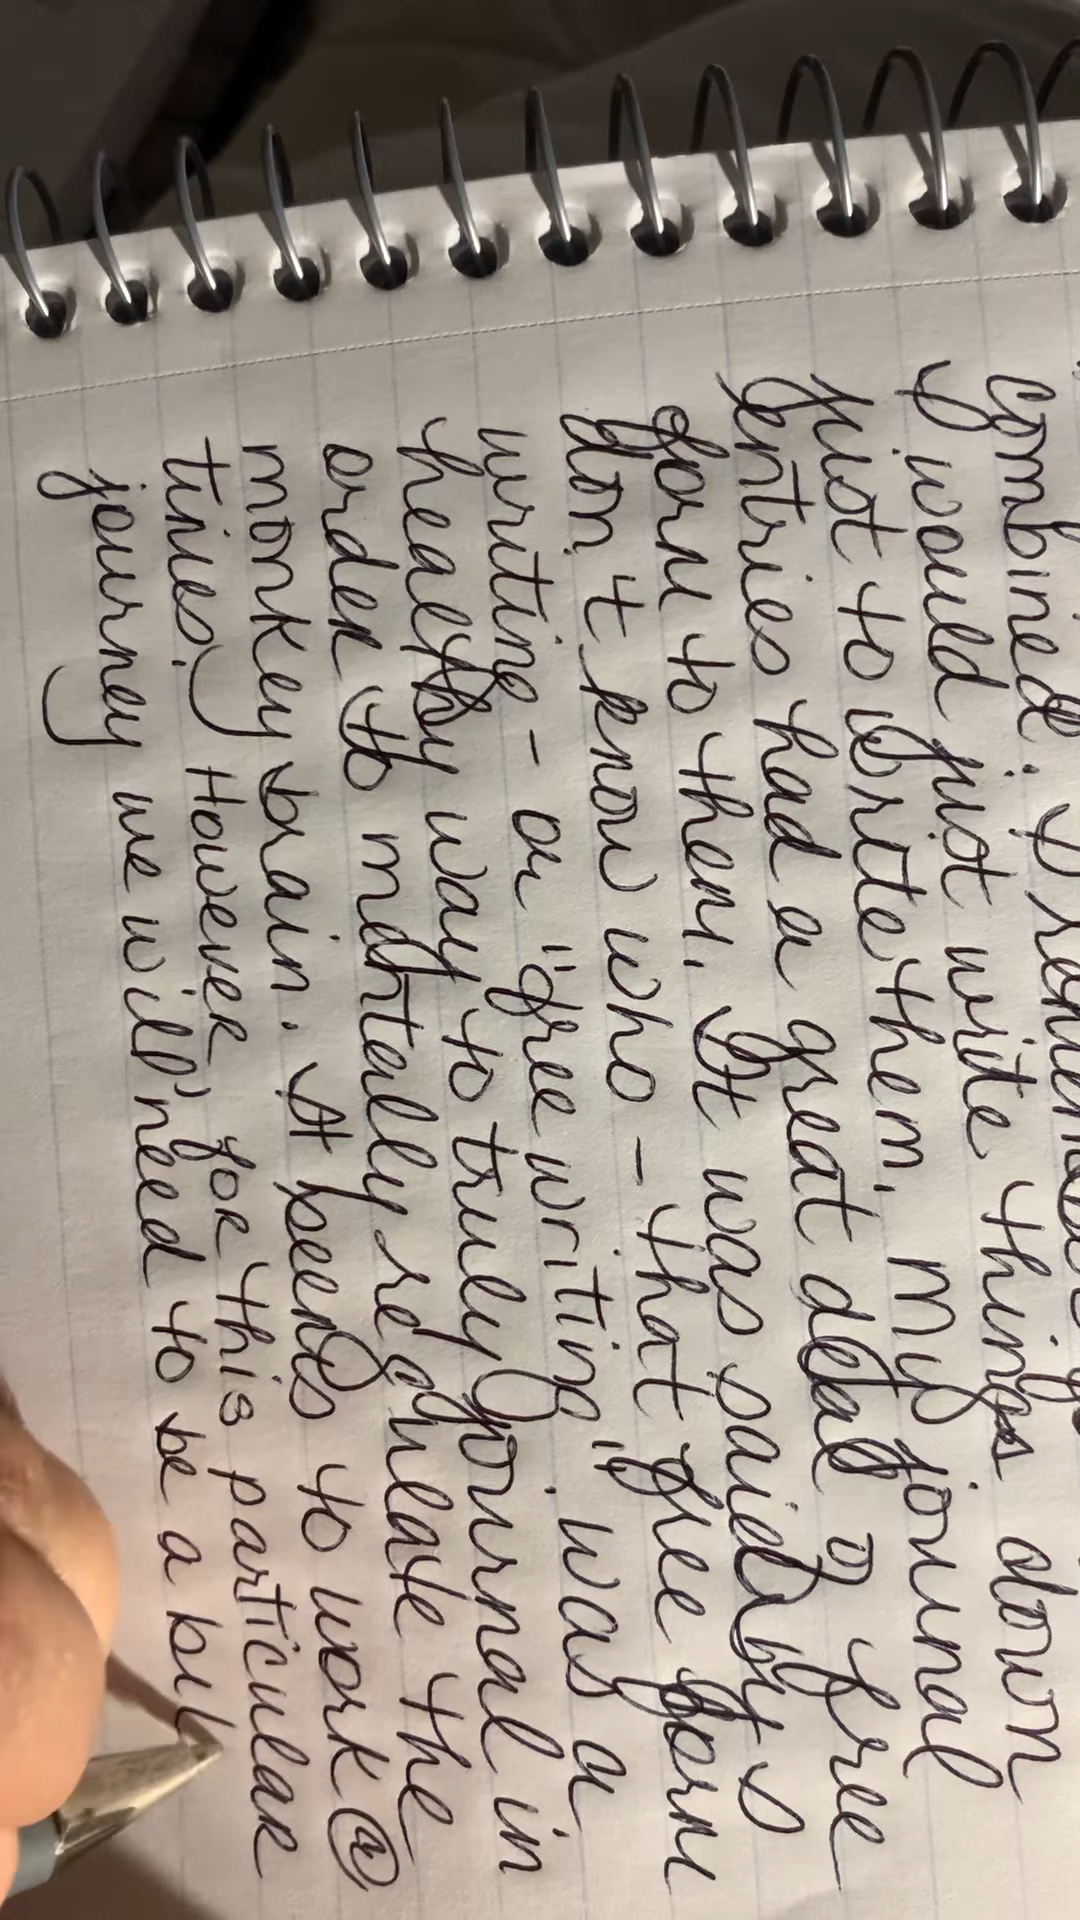 combined. I remember
I would just write things down
just to write them. My journal
entries had a great deal of free
form to them. It was said by s
don't know who - that free form
writing - or "free writing" was a
healthy way to truly journal in
order to mentally regulate the
monkey brain. It seems to work @
times. However for this particular
journey we will need to be a bit